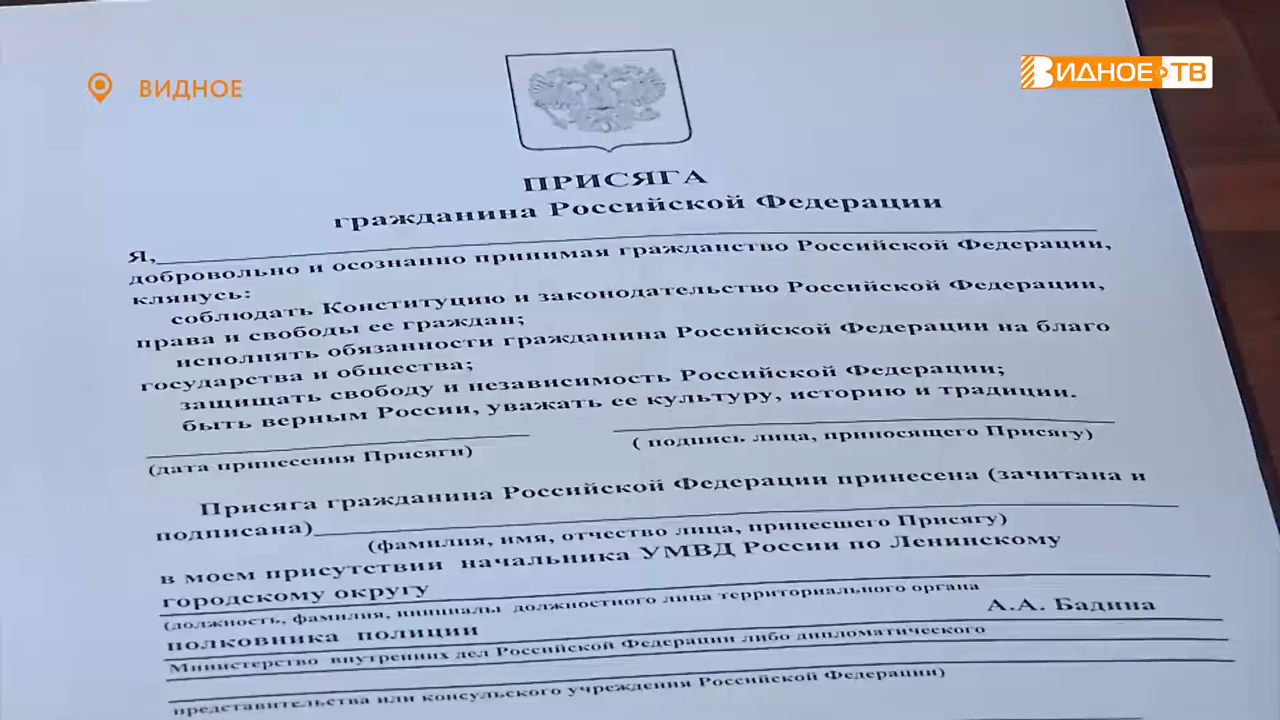 ВИДНОЕ
ВИДНОЕ ТВ
ПРИСЯГА
гражданина Российской Федерации
Я,
добровольно и осознанно принимая гражданство Российской Федерации,
клянусь:
соблюдать Конституцию и законодательство Российской Федерации,
права и свободы ее граждан;
исполнять обязанности гражданина Российской Федерации на благо
государства и общества;
защищать свободу и независимость Российской Федерации;
быть верным России, уважать ее культуру, историю и традиции.
(дата принесения Присяги) ( подпись лица, приносящего Присягу)
Присяга гражданина Российской Федерации принесена (зачитана и
подписана)
(фамилия, имя, отчество лица, принесшего Присягу)
в моем присутствии начальника УМВД России по Ленинскому
городскому округу
(должность, фамилия, инициалы должностного лица территориального органа
полковника полиции А.А. Бадина
Министерство внутренних дел Российской Федерации либо дипломатического
представительства или консульского учреждения Российской Федерации)